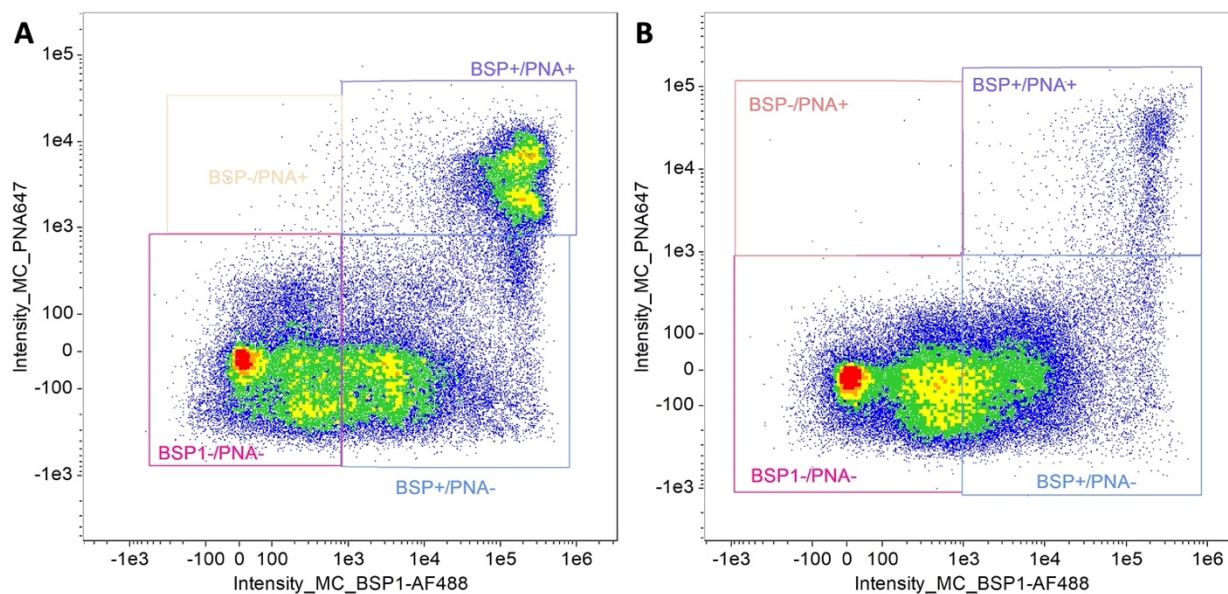 A
BSP+/PNA+
BSP-/PNA+
BSP1-/PNA-
BSP+/PNA-
1e5
1e4
1e3
100
0
-100
-1e3
Intensity_MC_PNA647
-1e3 -100 0 100 1e3 1e4 1e5 1e6
Intensity_MC_BSP1-AF488
B
BSP-/PNA+
BSP+/PNA+
BSP1-/PNA-
BSP+/PNA-
1e5
1e4
1e3
100
0
-100
-1e3
Intensity_MC_PNA647
-1e3 -100 0 100 1e3 1e4 1e5 1e6
Intensity_MC_BSP1-AF488